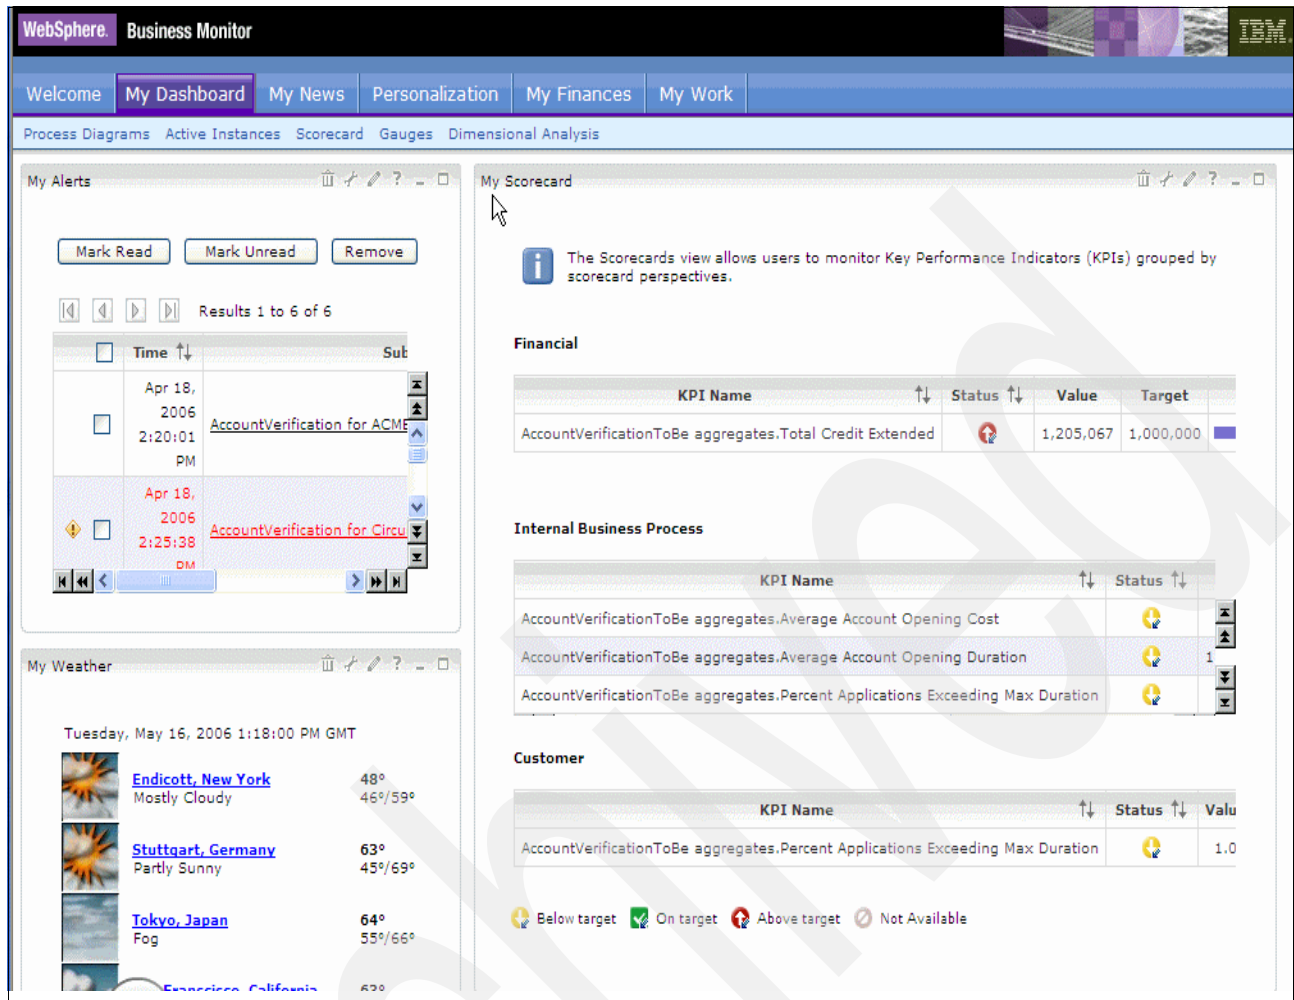 WebSphere. Business Monitor
IBM.
Welcome My Dashboard My News Personalization My Finances My Work
Process Diagrams Active Instances Scorecard Gauges Dimensional Analysis
My Alerts
Mark Read Mark Unread Remove
Results 1 to 6 of 6
Time Sub
Apr 18,
2006
2:20:01
PM
AccountVerification for ACME
Apr 18,
2006
2:25:38
PM
AccountVerification for Circu
My Weather
Tuesday, May 16, 2006 1:18:00 PM GMT
Endicott, New York 48°
Mostly Cloudy 46°/59°
Stuttgart, Germany 63°
Partly Sunny 45°/69°
Tokyo, Japan 64°
Fog 55°/66°
My Scorecard
The Scorecards view allows users to monitor Key Performance Indicators (KPIs) grouped by
scorecard perspectives.
Financial
KPI Name Status Value Target
AccountVerificationToBe aggregates.Total Credit Extended 1,205,067 1,000,000
Internal Business Process
KPI Name Status
AccountVerificationToBe aggregates.Average Account Opening Cost
AccountVerificationToBe aggregates.Average Account Opening Duration 1
AccountVerificationToBe aggregates.Percent Applications Exceeding Max Duration
Customer
KPI Name Status Valu
AccountVerificationToBe aggregates.Percent Applications Exceeding Max Duration 1.0
Below target On target Above target Not Available